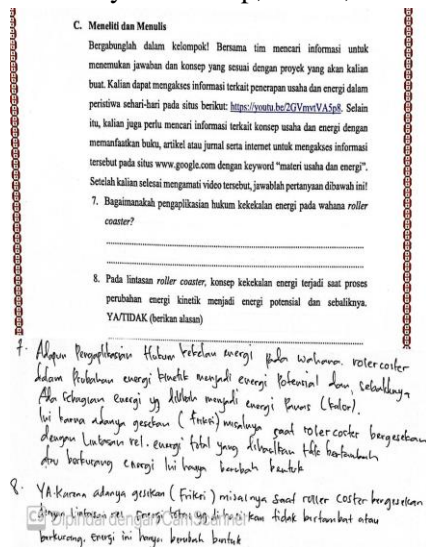 C. Meneliti dan Menulis
Bergabunglah dalam kelompok! Bersama tim mencari informasi untuk
menemukan jawaban dan konsep yang sesuai dengan proyek yang akan kalian
buat. Kalian dapat mengakses informasi terkait penerapan usaha dan energi dalam
peristiwa sehari-hari pada situs berikut: https://youtu.be/2GVmvtVA5p8. Selain
itu, kalian juga perlu mencari informasi terkait konsep usaha dan energi dengan
memanfaatkan buku, artikel atau jurnal serta internet untuk mengakses informasi
tersebut pada situs www.google.com dengan keyword "materi usaha dan energi".
Setelah kalian selesai mengamati video tersebut, jawablah pertanyaan dibawah ini!
7. Bagaimanakah pengaplikasian hukum kekekalan energi pada wahana roller
coaster?
8. Pada lintasan roller coaster, konsep kekekalan energi terjadi saat proses
perubahan energi kinetik menjadi energi potensial dan sebaliknya.
YA/TIDAK (berikan alasan)
7. Adapun Pengaplikasian Hukum kekelan energi pada wahana rolercoster
dalam Perubahan energi kinetik menjadi energi Potensial dan sebaliknya,
Ada sebagian energi yg diubah menjadi energi panas (kalor).
Ini karna adanya gesekan (friksi) misalnya saat rolercoster bergesekan
dengan lintasan rel. energi total yang dihasilkan tdk bertambah
atau berkurang energi Ini hanya berubah bentuk
8. YA. Karena adanya gesekan (Friksi) misalnya saat roller coster bergesekan
dengan lintasan rel. energi total yg dihasilkan tidak bertambat atau
berkurang. energi ini hanya berubah bentuk
CS Dipindai dengan CamScanner